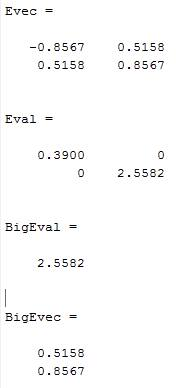 Evec =
-0.8567 0.5158
0.5158 0.8567
Eval =
0.3900 0
0 2.5582
BigEval =
2.5582
BigEvec =
0.5158
0.8567